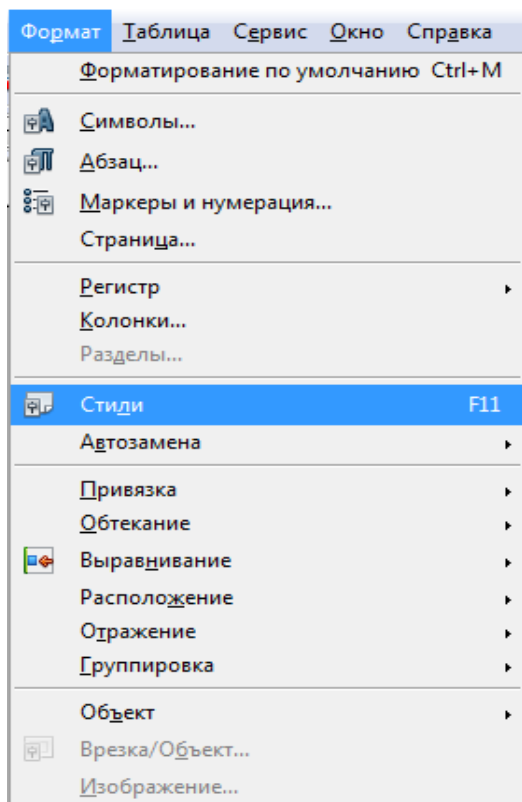 Формат Таблица Сервис Окно Справка
Форматирование по умолчанию Ctrl+M
Символы...
Абзац...
Маркеры и нумерация...
Страница...
Регистр
Колонки...
Разделы...
Стили F11
Автозамена
Привязка
Обтекание
Выравнивание
Расположение
Отражение
Группировка
Объект
Врезка/Объект...
Изображение...